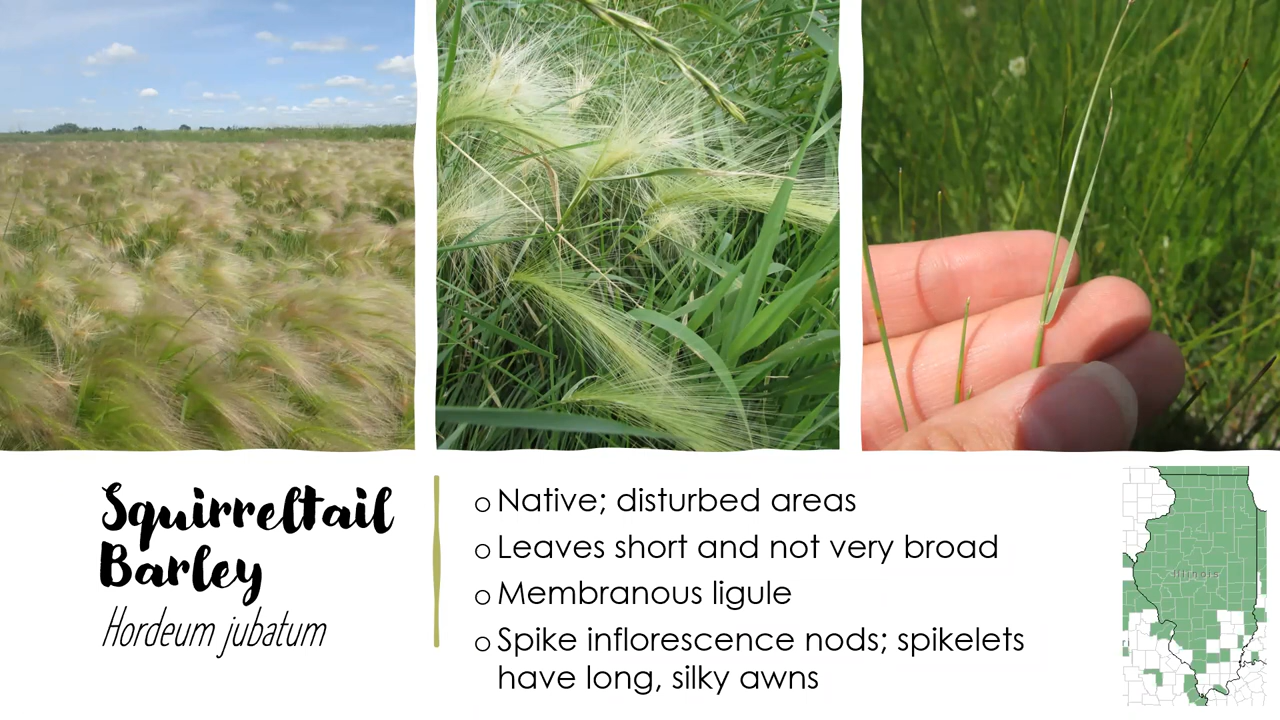 Squirreltail
Barley
Hordeum jubatum
o Native; disturbed areas
o Leaves short and not very broad
o Membranous ligule
o Spike inflorescence nods; spikelets
have long, silky awns
Illinois